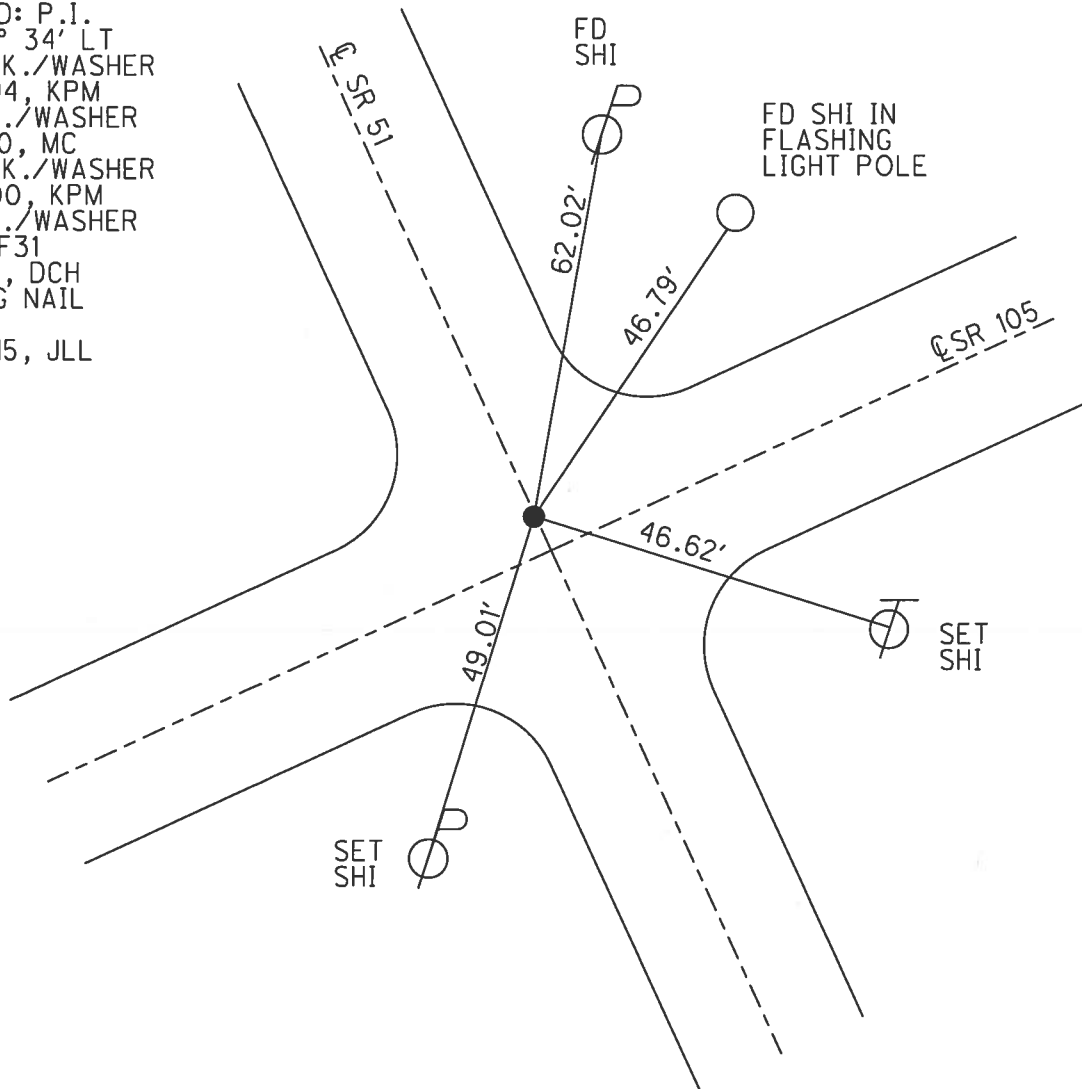 D: P.I.
° 34' LT
K./WASHER
94, KPM
./WASHER
0, MC
K./WASHER
00, KPM
./WASHER
F31
, DCH
G NAIL
15, JLL
FD
SHI
FD SHI IN
FLASHING
LIGHT POLE
℄ SR 51
62.02'
46.79'
℄ SR 105
46.62'
49.01'
SET
SHI
SET
SHI